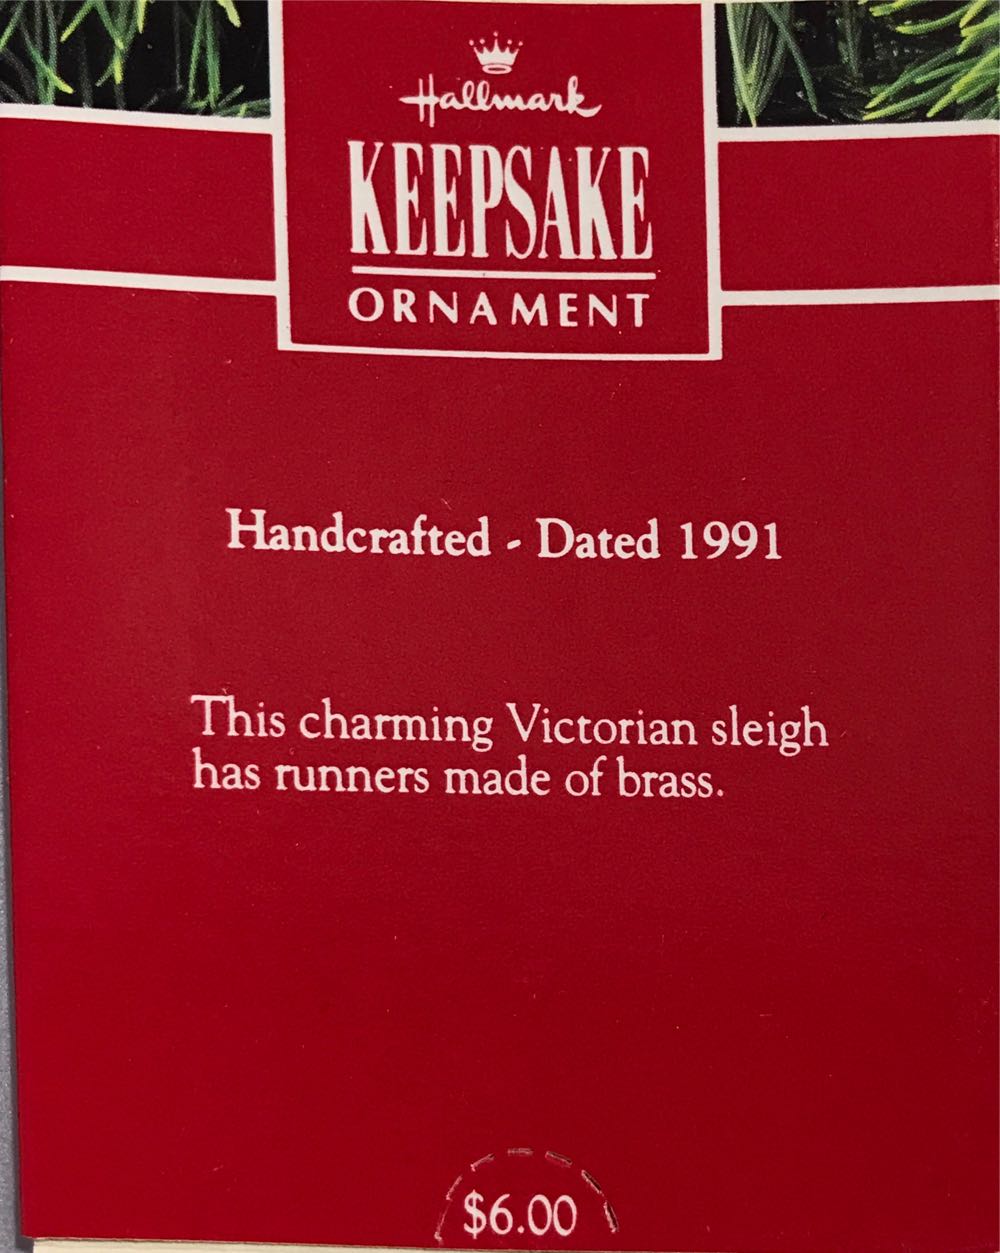 Hallmark
KEEPSAKE
ORNAMENT
Handcrafted - Dated 1991
This charming Victorian sleigh
has runners made of brass.
$6.00